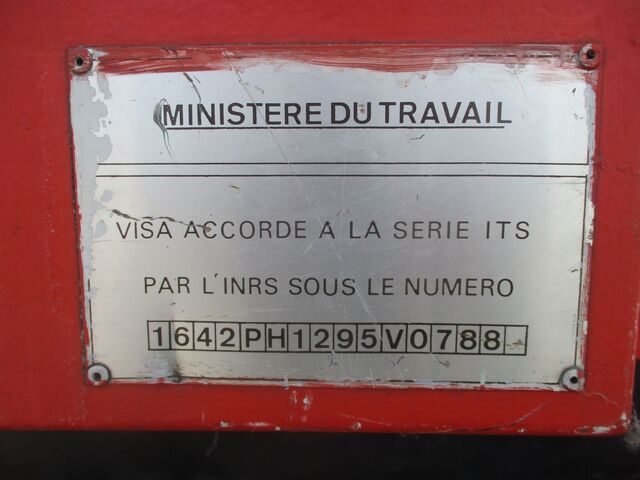 MINISTERE DU TRAVAIL
VISA ACCORDE A LA SERIE ITS
PAR L'INRS SOUS LE NUMERO
1642PH1295V0788